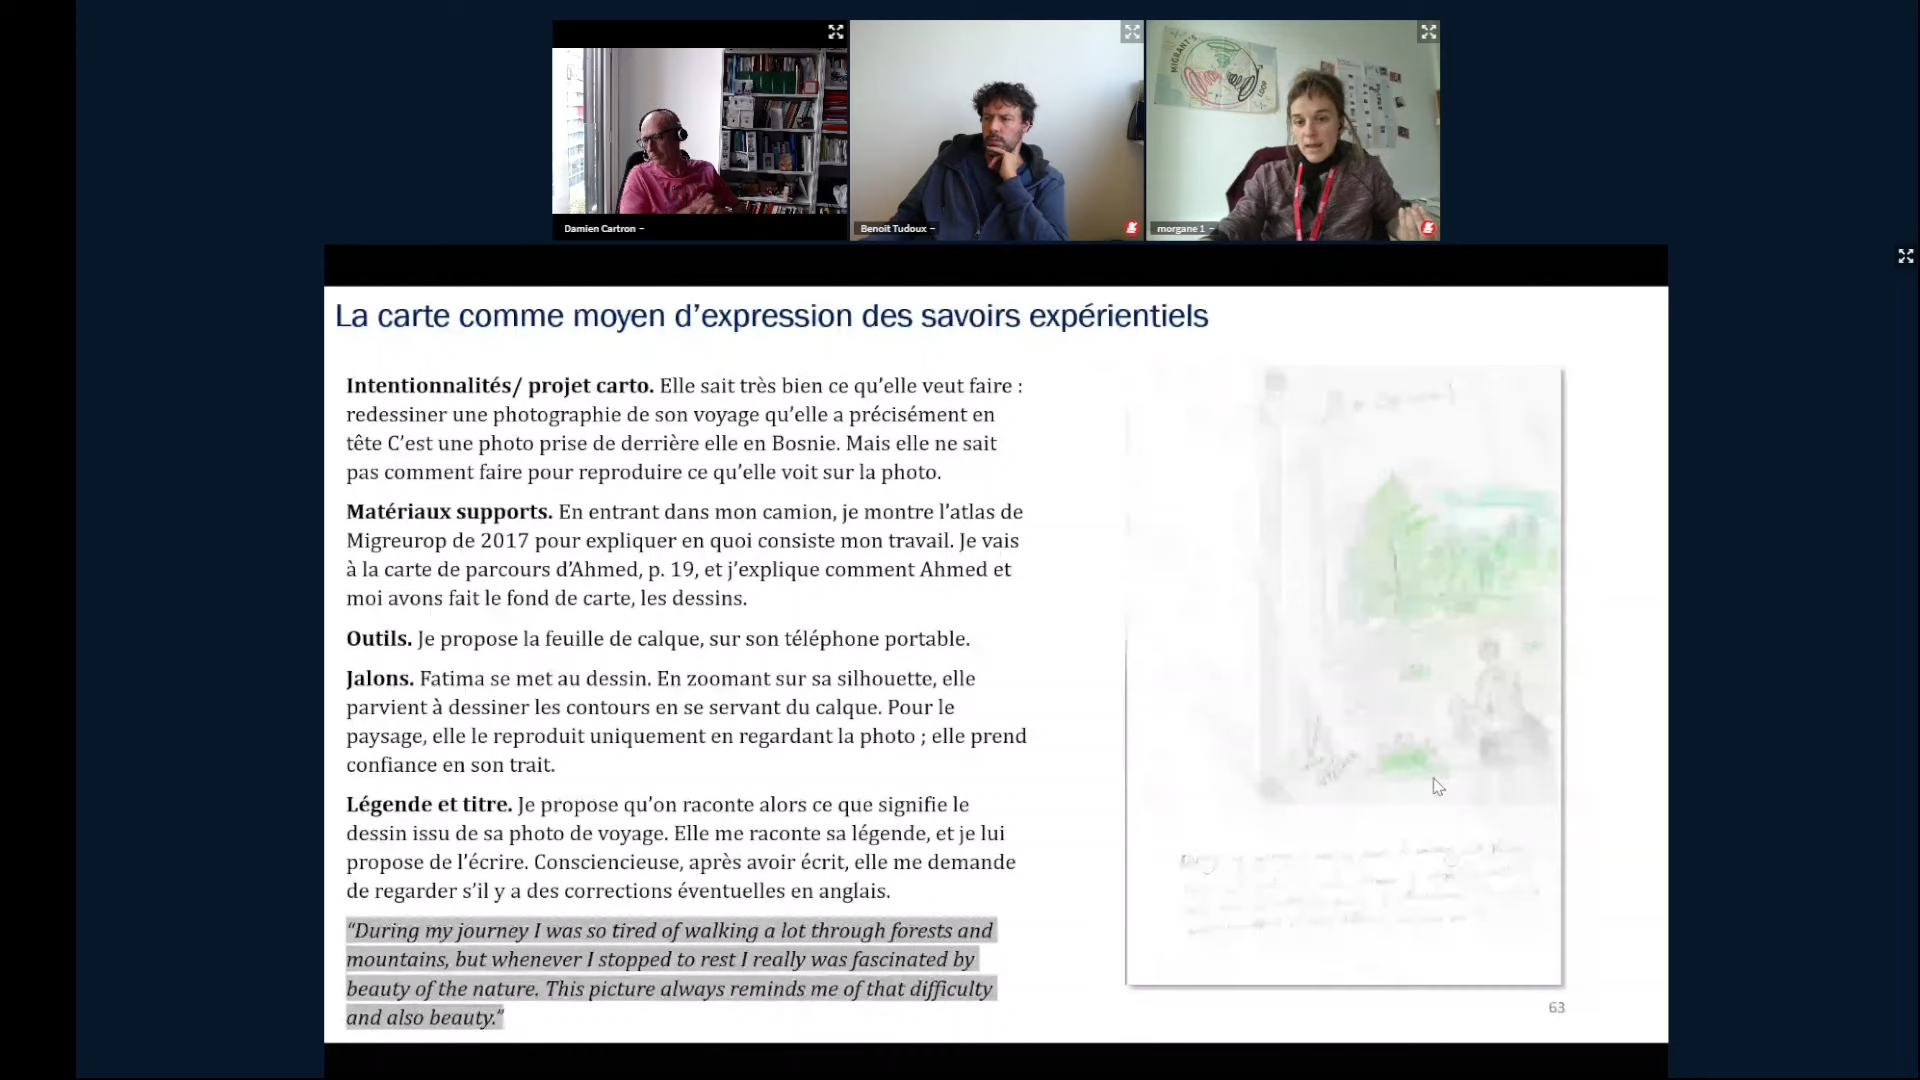 MIGRANT'S
LOOP
Damien Cartron –
Benoit Tudoux –
morgane 1 –
La carte comme moyen d’expression des savoirs expérientiels
Intentionnalités/ projet carto. Elle sait très bien ce qu’elle veut faire :
redessiner une photographie de son voyage qu’elle a précisément en
tête C’est une photo prise de derrière elle en Bosnie. Mais elle ne sait
pas comment faire pour reproduire ce qu’elle voit sur la photo.
Matériaux supports. En entrant dans mon camion, je montre l’atlas de
Migreurop de 2017 pour expliquer en quoi consiste mon travail. Je vais
à la carte de parcours d’Ahmed, p. 19, et j’explique comment Ahmed et
moi avons fait le fond de carte, les dessins.
Outils. Je propose la feuille de calque, sur son téléphone portable.
Jalons. Fatima se met au dessin. En zoomant sur sa silhouette, elle
parvient à dessiner les contours en se servant du calque. Pour le
paysage, elle le reproduit uniquement en regardant la photo ; elle prend
confiance en son trait.
Légende et titre. Je propose qu’on raconte alors ce que signifie le
dessin issu de sa photo de voyage. Elle me raconte sa légende, et je lui
propose de l’écrire. Consciencieuse, après avoir écrit, elle me demande
de regarder s’il y a des corrections éventuelles en anglais.
“During my journey I was so tired of walking a lot through forests and
mountains, but whenever I stopped to rest I really was fascinated by
beauty of the nature. This picture always reminds me of that difficulty
and also beauty.”
63